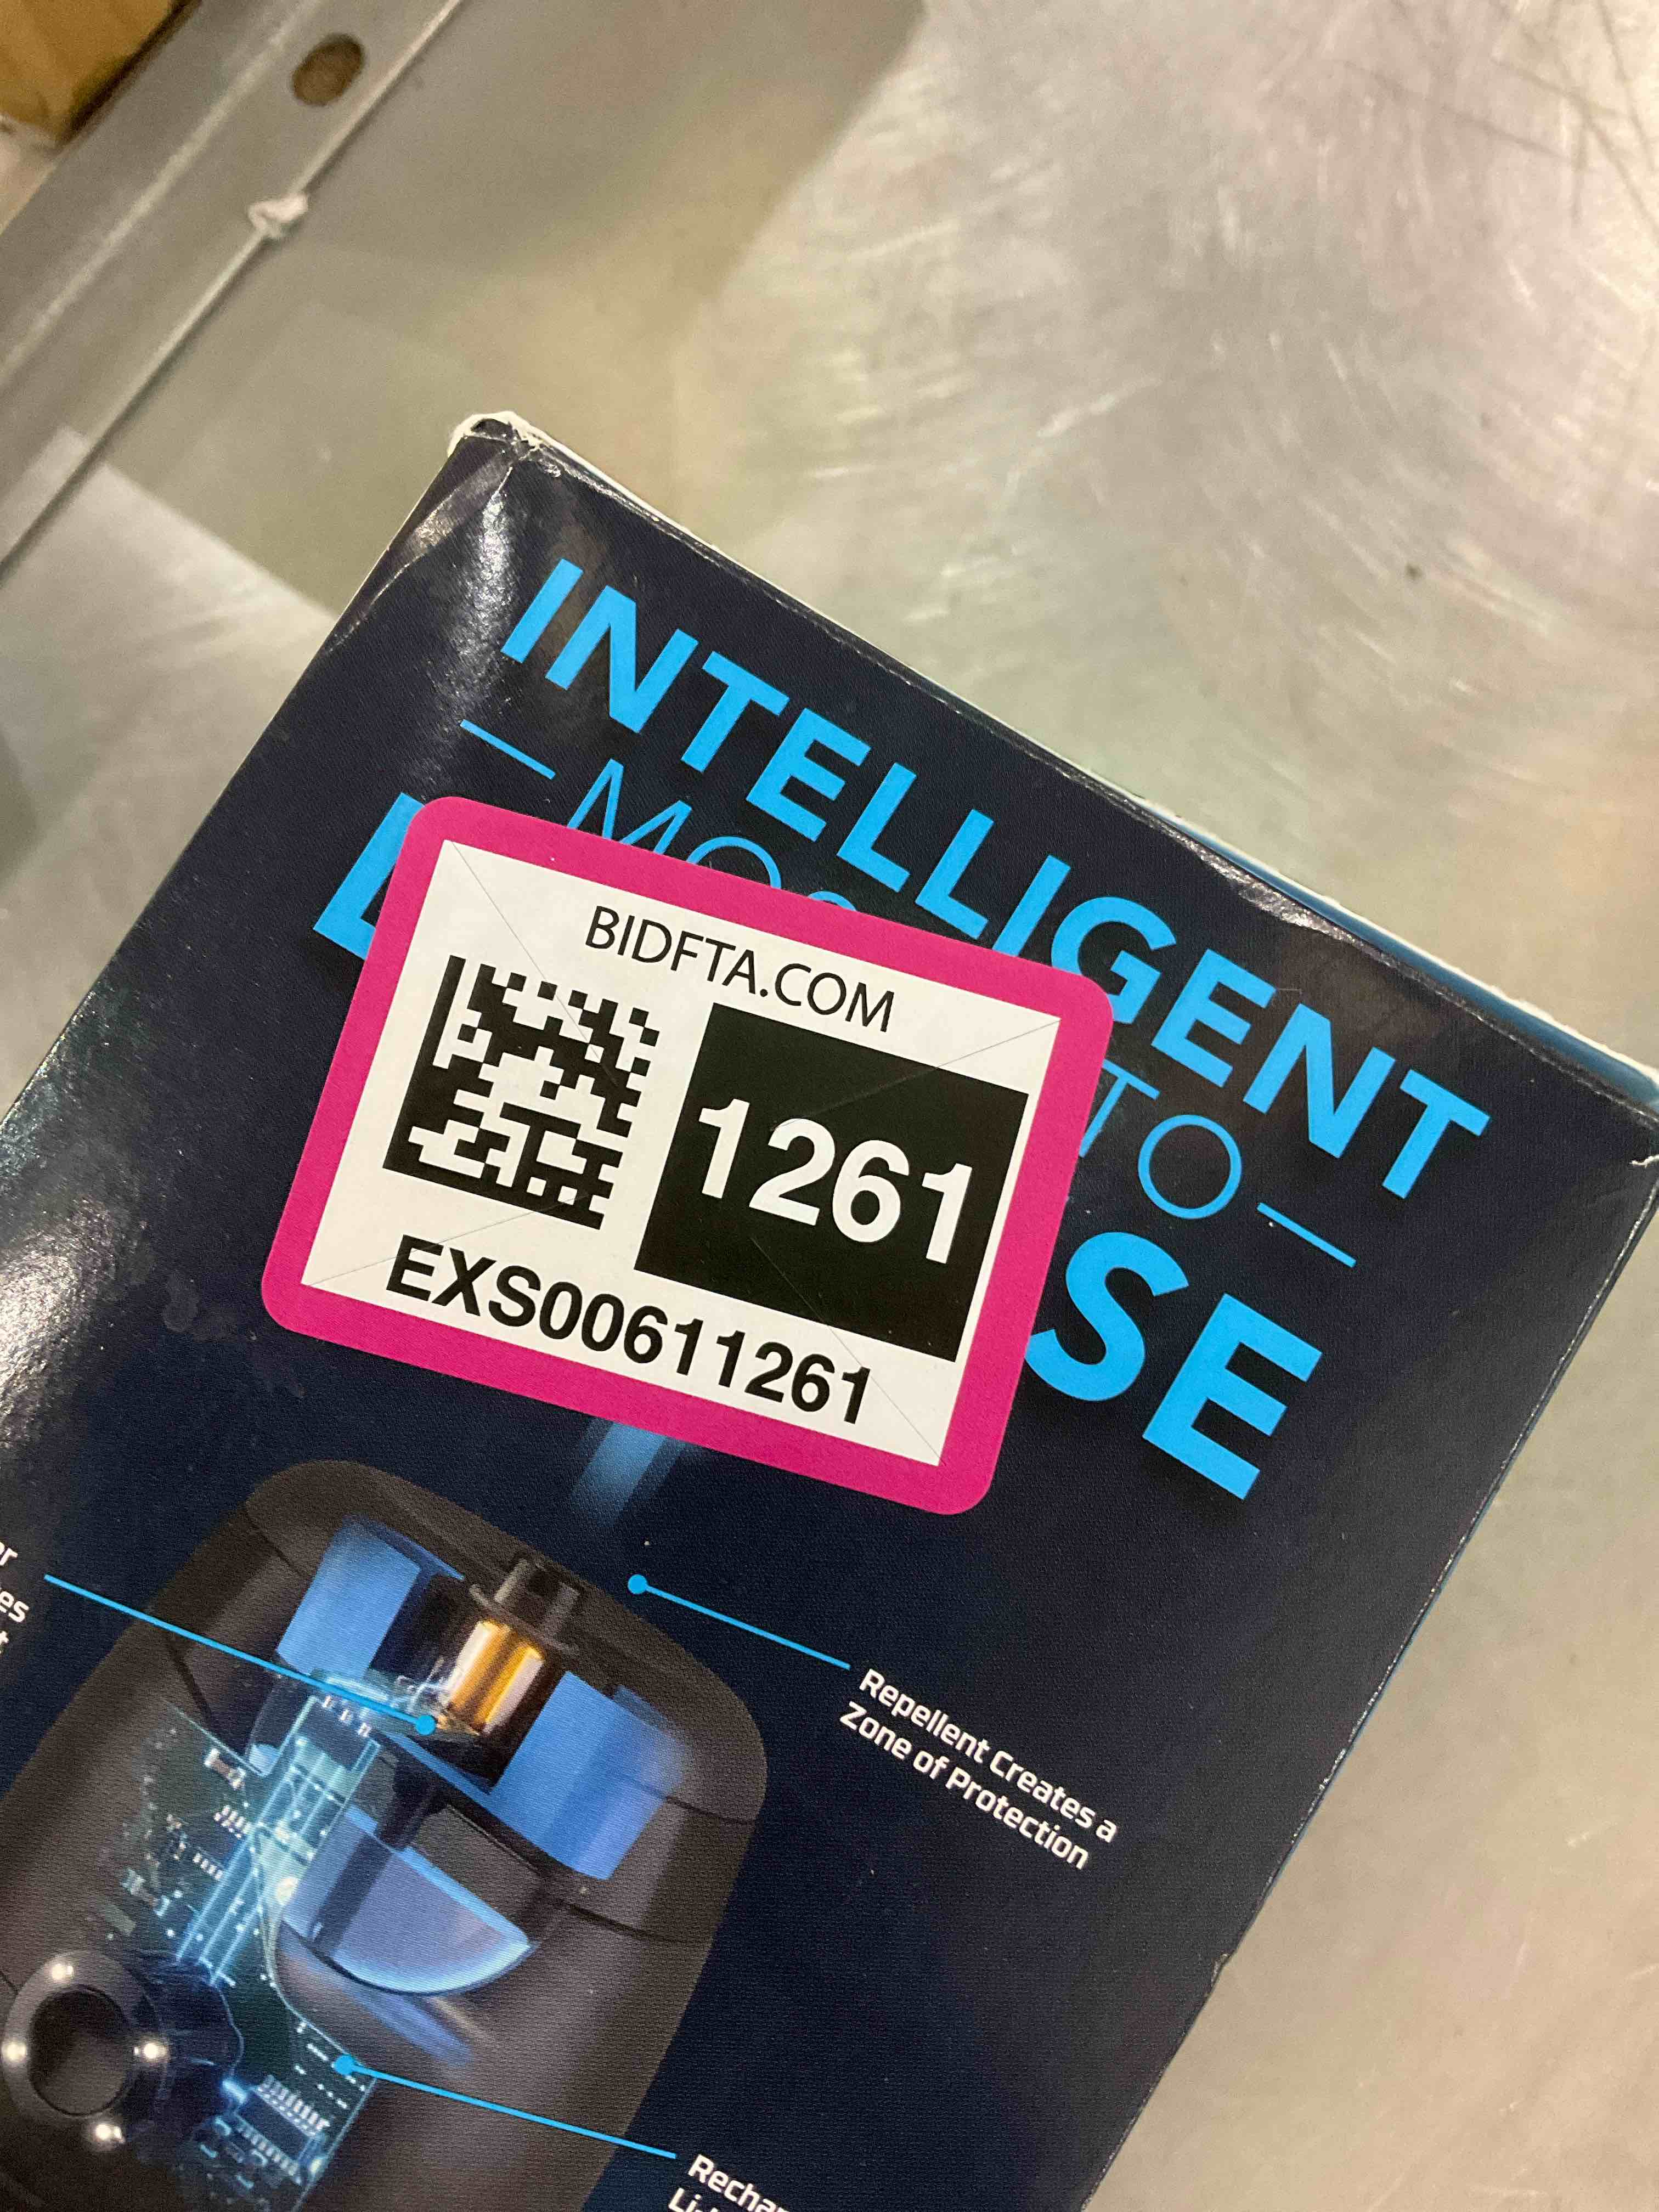 INTELLIGENT
BIDFTA.COM
1261
EXS00611261
Repellent Creates a
Zone of Protection